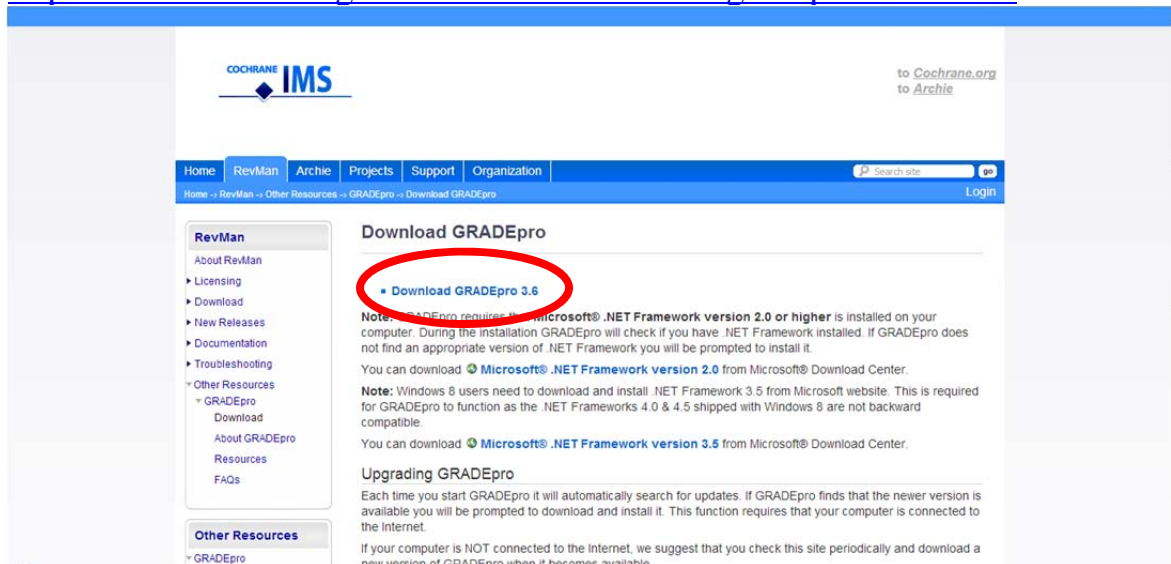 COCHRANE IMS
to Cochrane.org
to Archie
Home RevMan Archie Projects Support Organization
Search site go
Home -> RevMan -> Other Resources -> GRADEpro -> Download GRADEpro
Login
RevMan
About RevMan
Licensing
Download
New Releases
Documentation
Troubleshooting
Other Resources
GRADEpro
Download
About GRADEpro
Resources
FAQs
Other Resources
GRADEpro
Download GRADEpro
Download GRADEpro 3.6
Note: GRADEpro requires Microsoft® .NET Framework version 2.0 or higher is installed on your
computer. During the installation GRADEpro will check if you have .NET Framework installed. If GRADEpro does
not find an appropriate version of .NET Framework you will be prompted to install it.
You can download Microsoft® .NET Framework version 2.0 from Microsoft® Download Center.
Note: Windows 8 users need to download and install .NET Framework 3.5 from Microsoft website. This is required
for GRADEpro to function as the .NET Frameworks 4.0 & 4.5 shipped with Windows 8 are not backward
compatible.
You can download Microsoft® .NET Framework version 3.5 from Microsoft® Download Center.
Upgrading GRADEpro
Each time you start GRADEpro it will automatically search for updates. If GRADEpro finds that the newer version is
available you will be prompted to download and install it. This function requires that your computer is connected to
the Internet.
If your computer is NOT connected to the Internet, we suggest that you check this site periodically and download a
new version of GRADEpro when it becomes available.